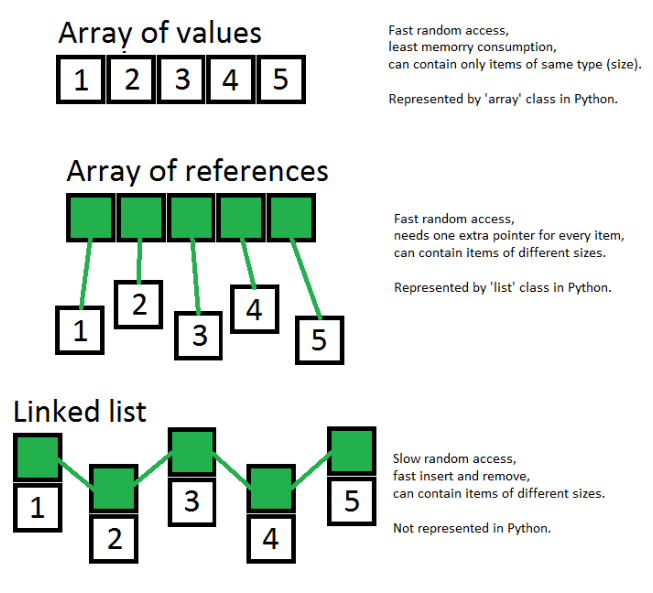 Array of values
1 2 3 4 5
Fast random access,
least memorry consumption,
can contain only items of same type (size).
Represented by 'array' class in Python.
Array of references
1
2
3
4
5
Fast random access,
needs one extra pointer for every item,
can contain items of different sizes.
Represented by 'list' class in Python.
Linked list
1
2
3
4
5
Slow random access,
fast insert and remove,
can contain items of different sizes.
Not represented in Python.